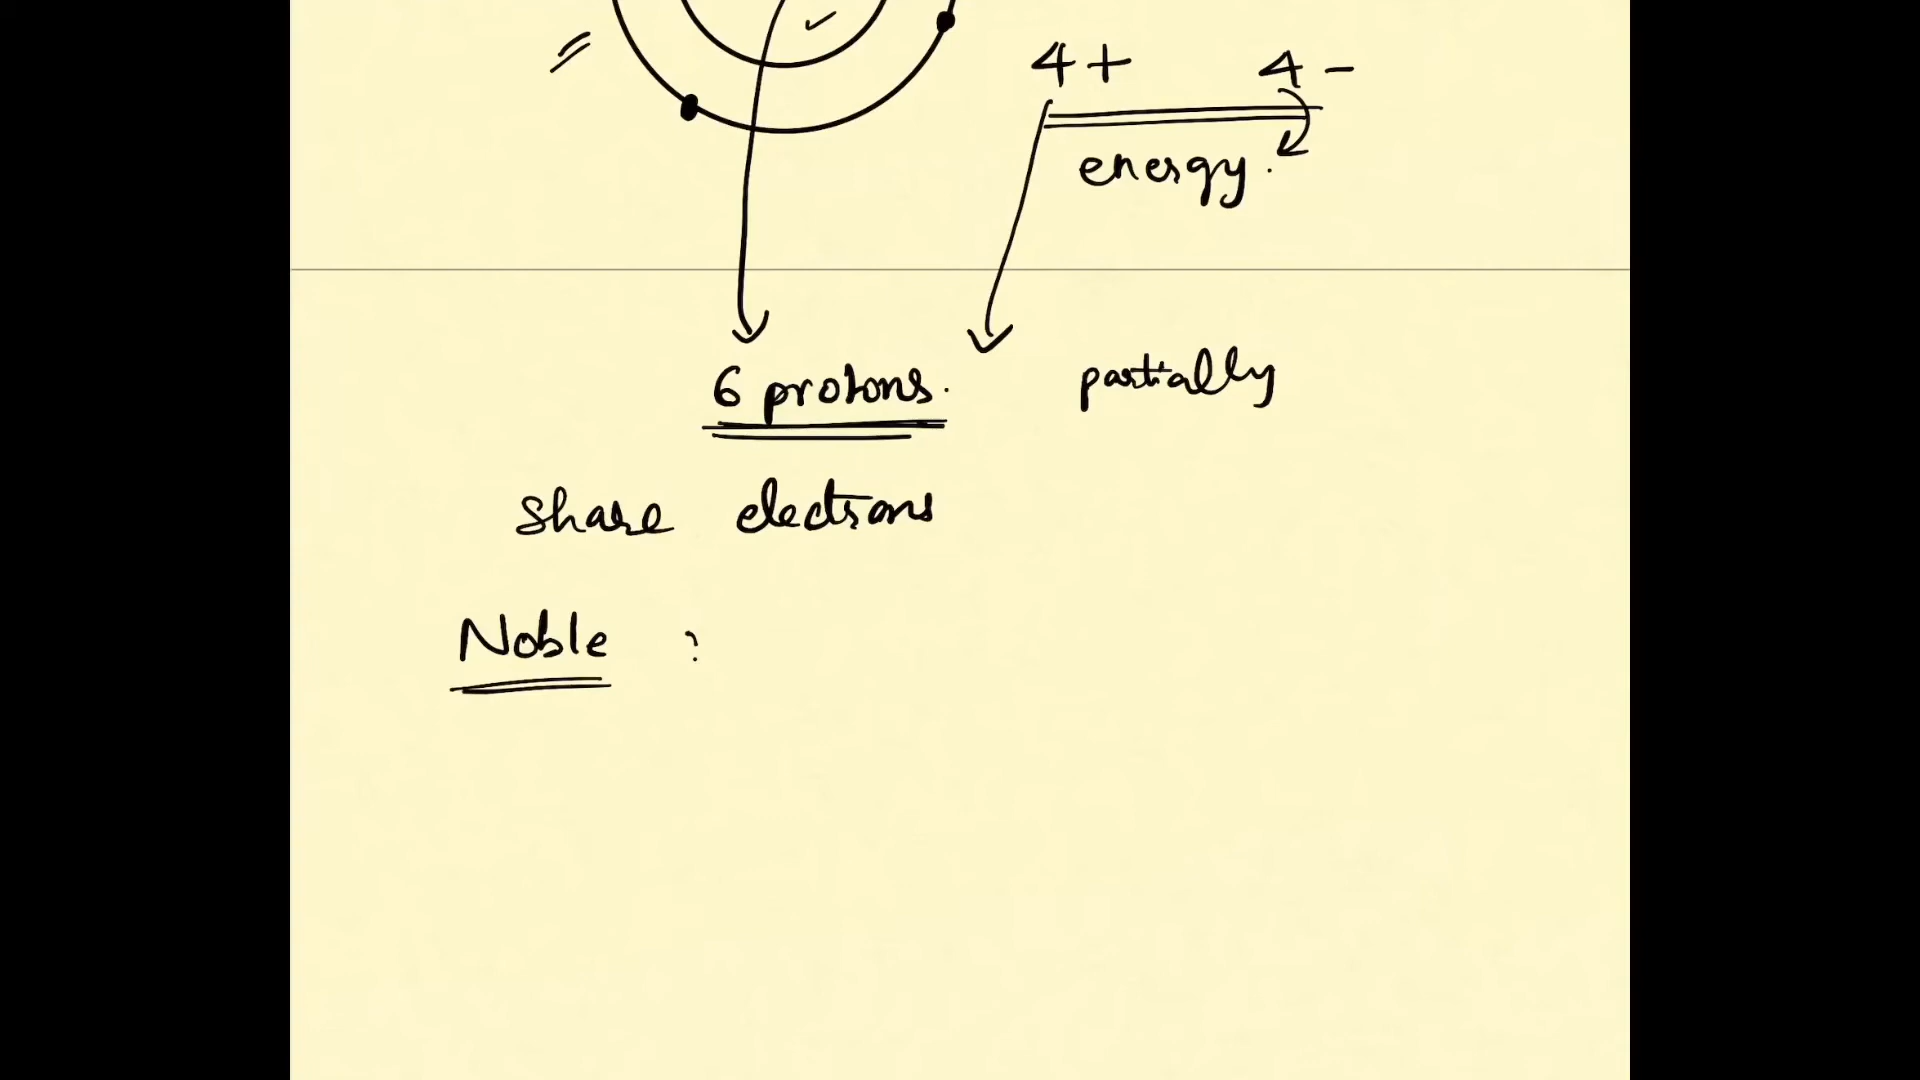 4+ 4-
energy.
6 protons. partially
share electrons
Noble :